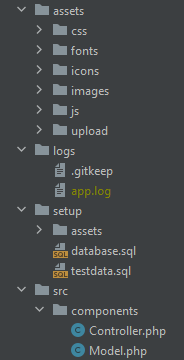 assets
css
fonts
icons
images
js
upload
logs
.gitkeep
app.log
setup
assets
database.sql
testdata.sql
src
components
Controller.php
Model.php